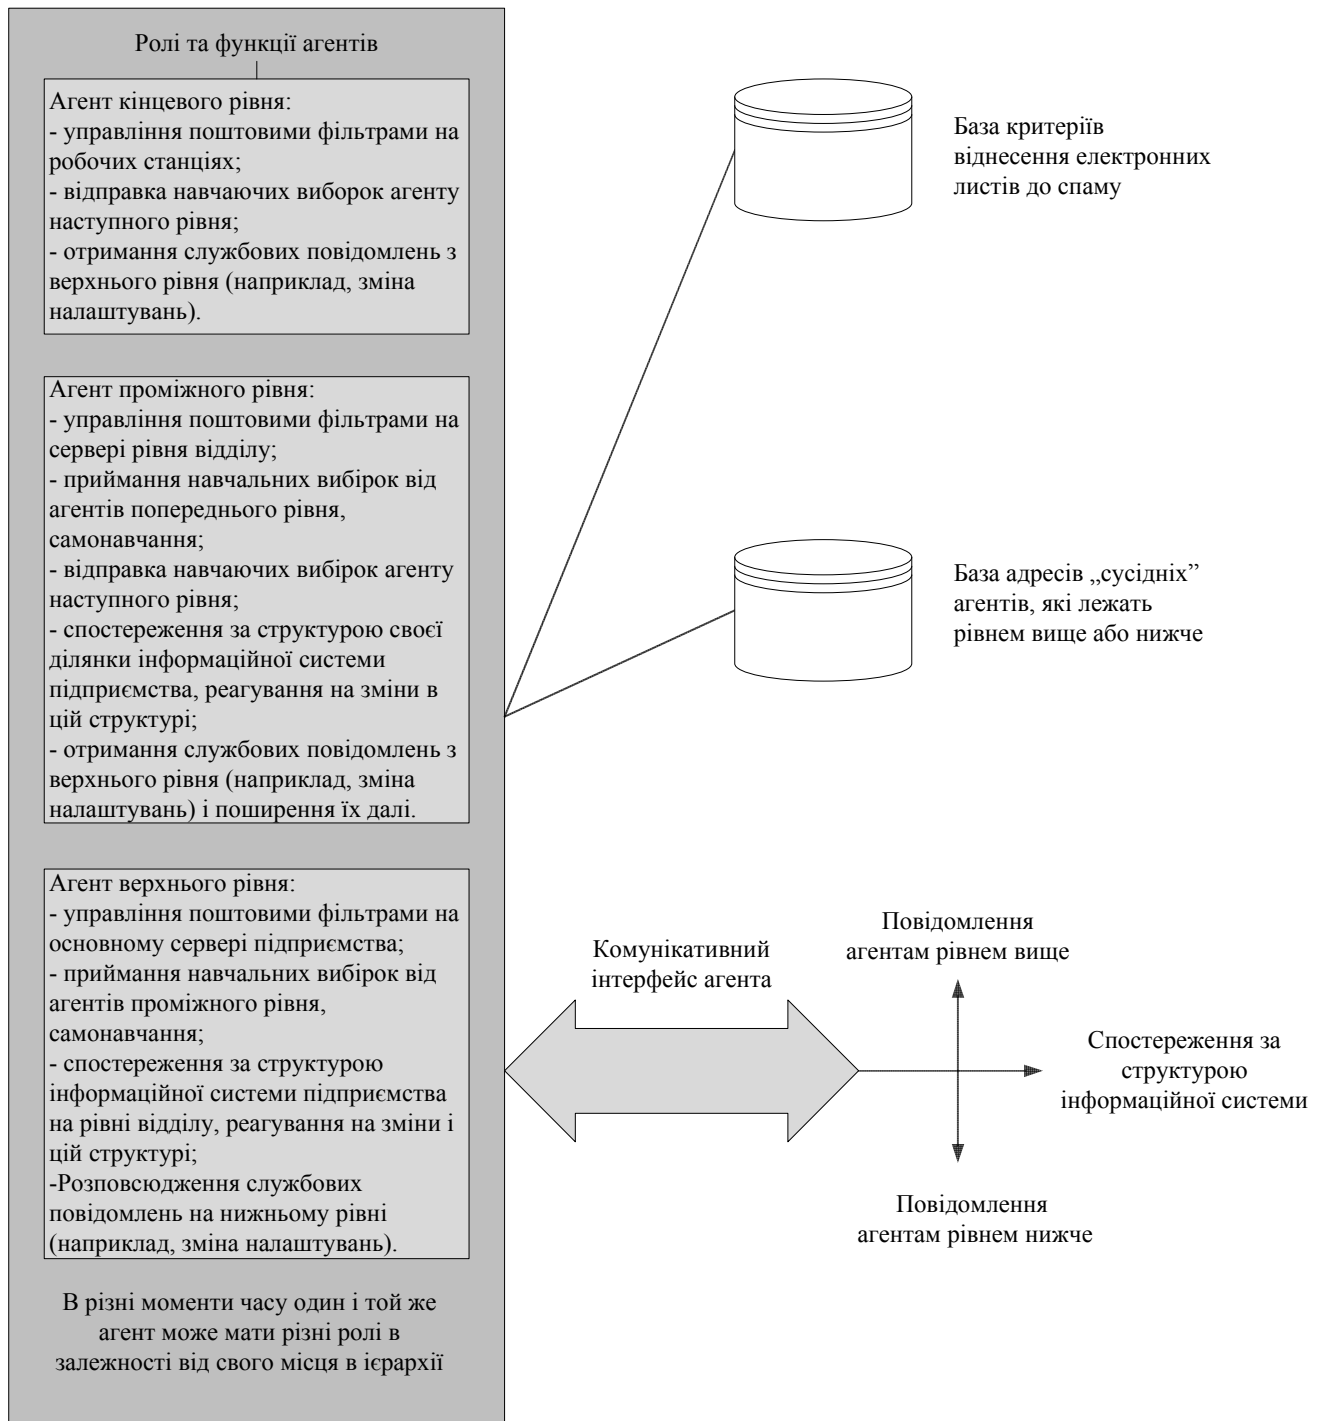 Ролі та функції агентів
Агент кінцевого рівня:
- управління поштовими фільтрами на
робочих станціях;
- відправка навчаючих виборок агенту
наступного рівня;
- отримання службових повідомлень з
верхнього рівня (наприклад, зміна
налаштувань).
Агент проміжного рівня:
- управління поштовими фільтрами на
сервері рівня відділу;
- приймання навчальних вибірок від
агентів попереднього рівня,
самонавчання;
- відправка навчаючих вибірок агенту
наступного рівня;
- спостереження за структурою своєї
ділянки інформаційної системи
підприємства, реагування на зміни в
цій структурі;
- отримання службових повідомлень з
верхнього рівня (наприклад, зміна
налаштувань) і поширення їх далі.
Агент верхнього рівня:
- управління поштовими фільтрами на
основному сервері підприємства;
- приймання навчальних вибірок від
агентів проміжного рівня,
самонавчання;
- спостереження за структурою
інформаційної системи підприємства
на рівні відділу, реагування на зміни і
цій структурі;
-Розповсюдження службових
повідомлень на нижньому рівні
(наприклад, зміна налаштувань).
В різні моменти часу один і той же
агент може мати різні ролі в
залежності від свого місця в ієрархії
База критеріїв
віднесення електронних
листів до спаму
База адресів „сусідніх”
агентів, які лежать
рівнем вище або нижче
Комунікативний
інтерфейс агента
Повідомлення
агентам рівнем вище
Спостереження за
структурою
інформаційної системи
Повідомлення
агентам рівнем нижче